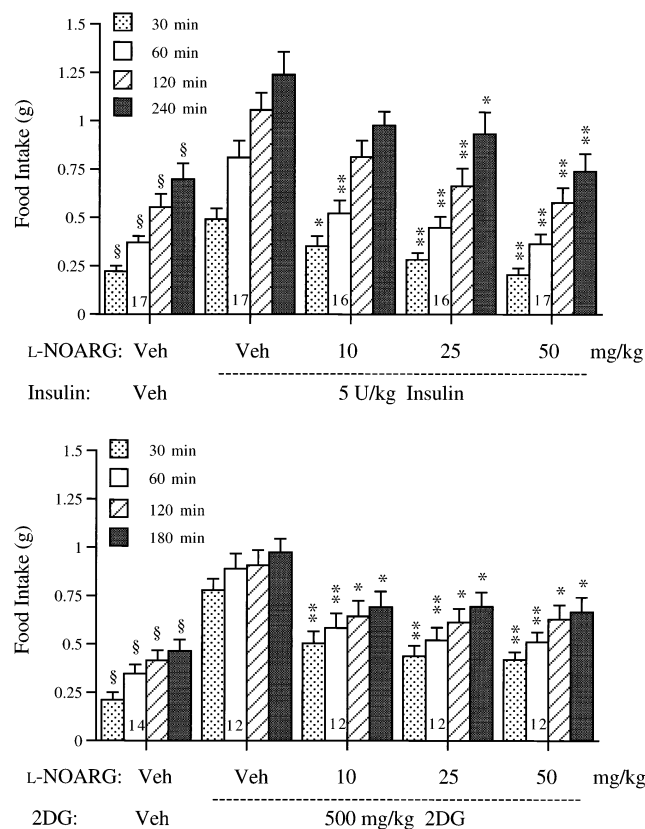 1.5
30 min
1.25
60 min
120 min
1
240 min
Food Intake (g)
0.75
0.5
0.25
0
§ § § §
* ** ** ** ** * ** ** ** **
17 17 16 16 17
L-NOARG: Veh Veh 10 25 50 mg/kg
Insulin: Veh 5 U/kg Insulin
1.5
30 min
1.25
60 min
120 min
1
180 min
Food Intake (g)
0.75
0.5
0.25
0
§ § § §
** ** * * ** ** * * ** ** * *
14 12 12 12 12
L-NOARG: Veh Veh 10 25 50 mg/kg
2DG: Veh 500 mg/kg 2DG